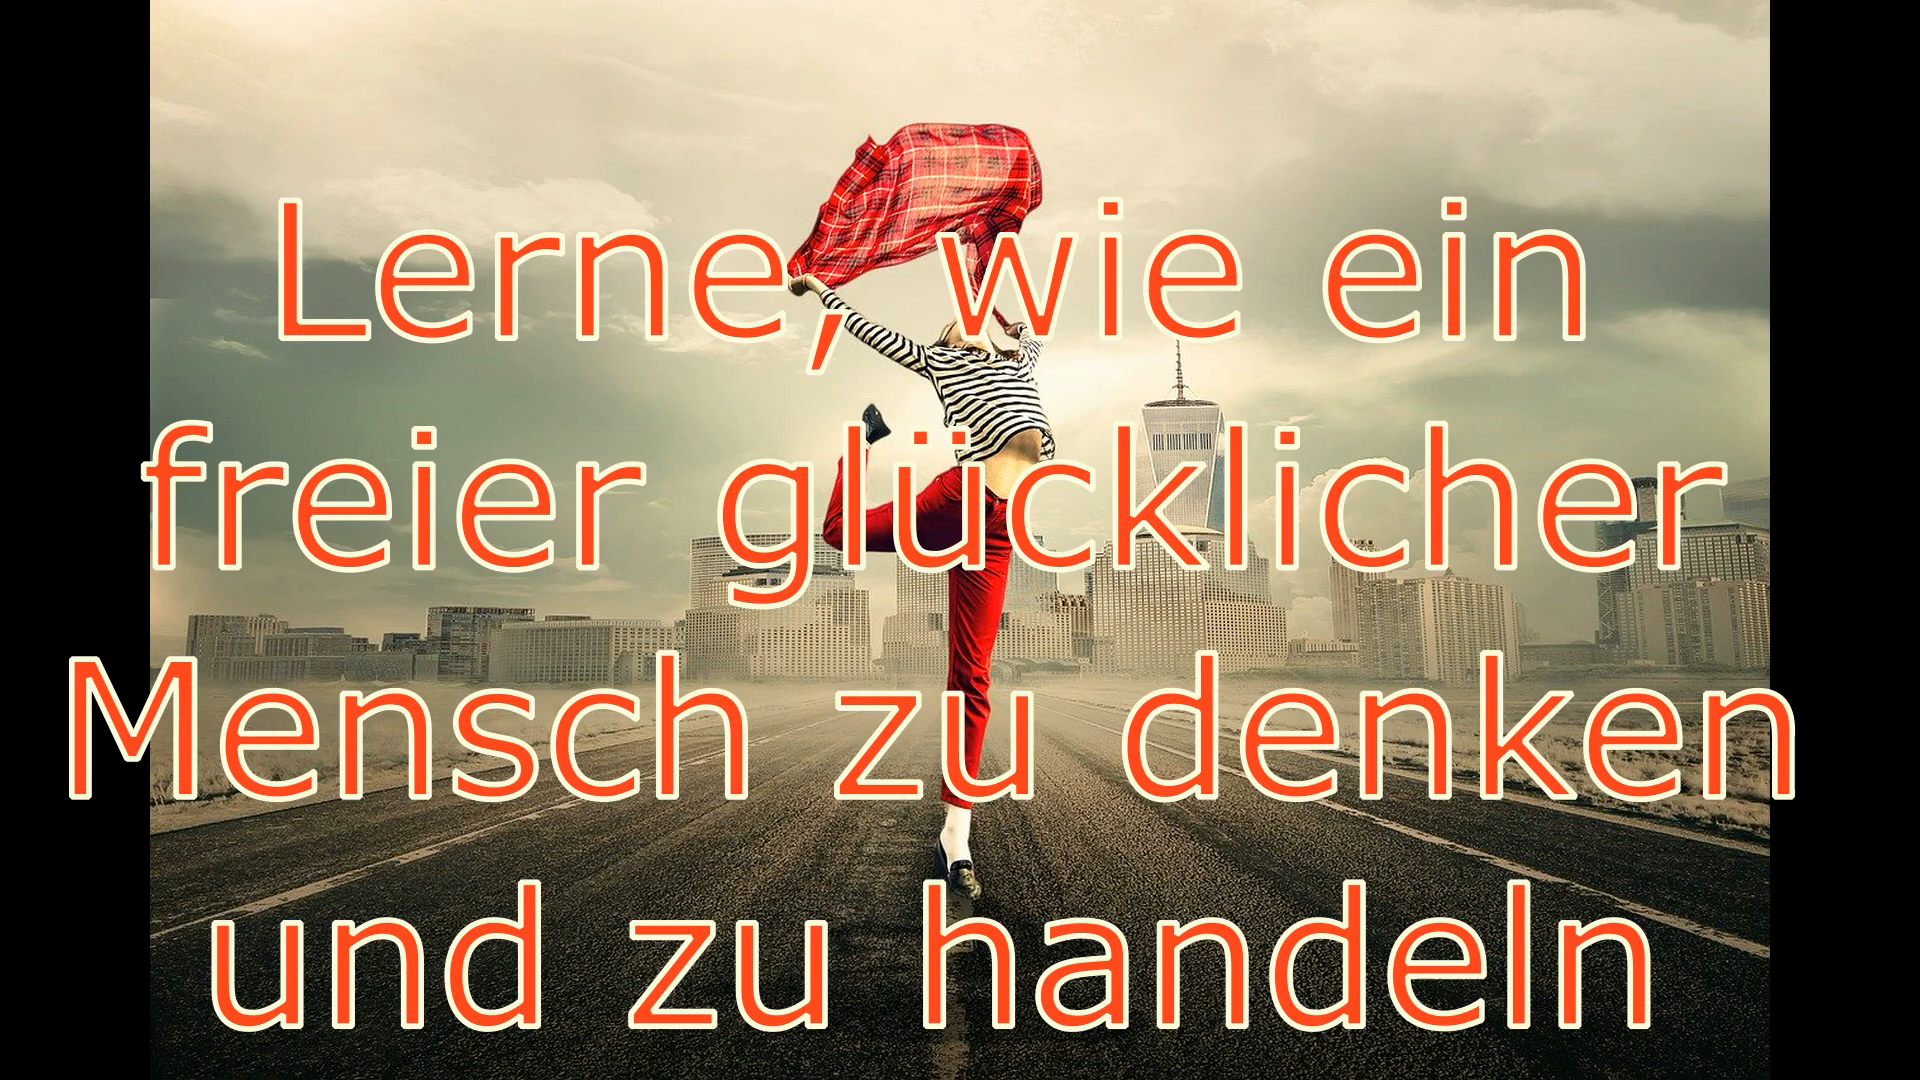 Lerne, wie ein
freier glücklicher
Mensch zu denken
und zu handeln